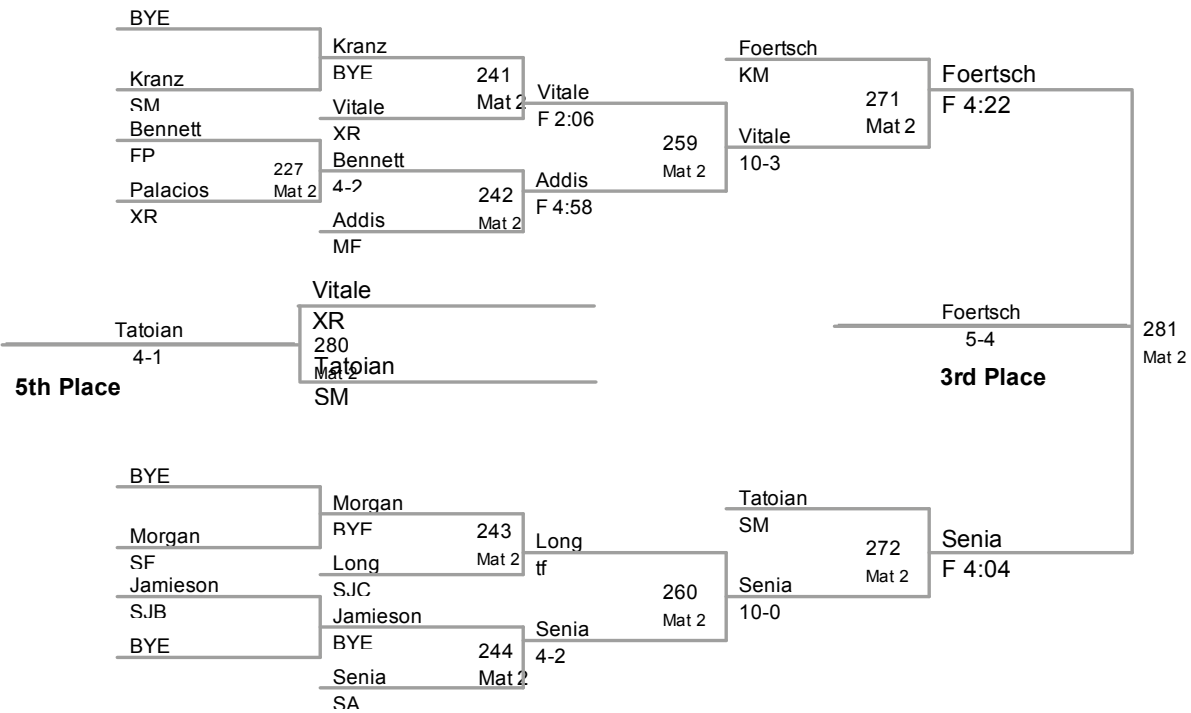 BYE
Kranz
SM
Bennett
FP
Palacios
XR
227
Mat 2
Kranz
BYE
Vitale
XR
Bennett
4-2
Addis
MF
241
Mat 2
242
Mat 2
Vitale
F 2:06
Addis
F 4:58
259
Mat 2
Foertsch
KM
Vitale
10-3
271
Mat 2
Foertsch
F 4:22
Vitale
XR
280
Mat 2
Tatoian
SM
Tatoian
4-1
5th Place
Foertsch
5-4
3rd Place
281
Mat 2
BYE
Morgan
SF
Jamieson
SJB
BYE
Morgan
BYE
Long
SJC
Jamieson
BYE
Senia
SA
243
Mat 2
244
Mat 2
Long
tf
Senia
4-2
260
Mat 2
Tatoian
SM
Senia
10-0
272
Mat 2
Senia
F 4:04